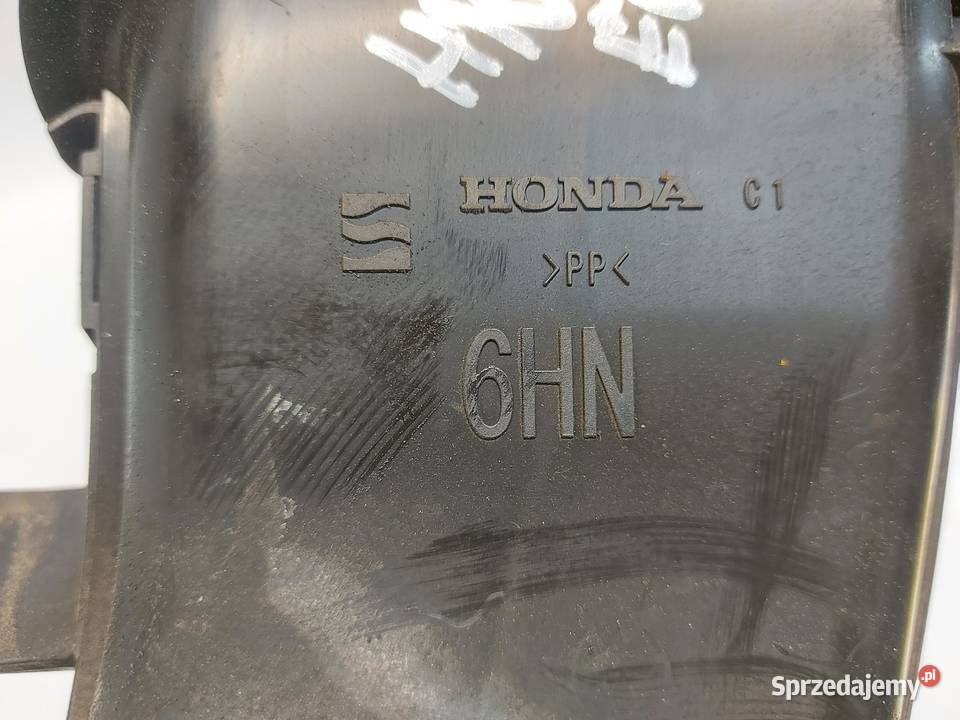 HONDA C1
>PP<
6HN
Sprzedajemy.pl